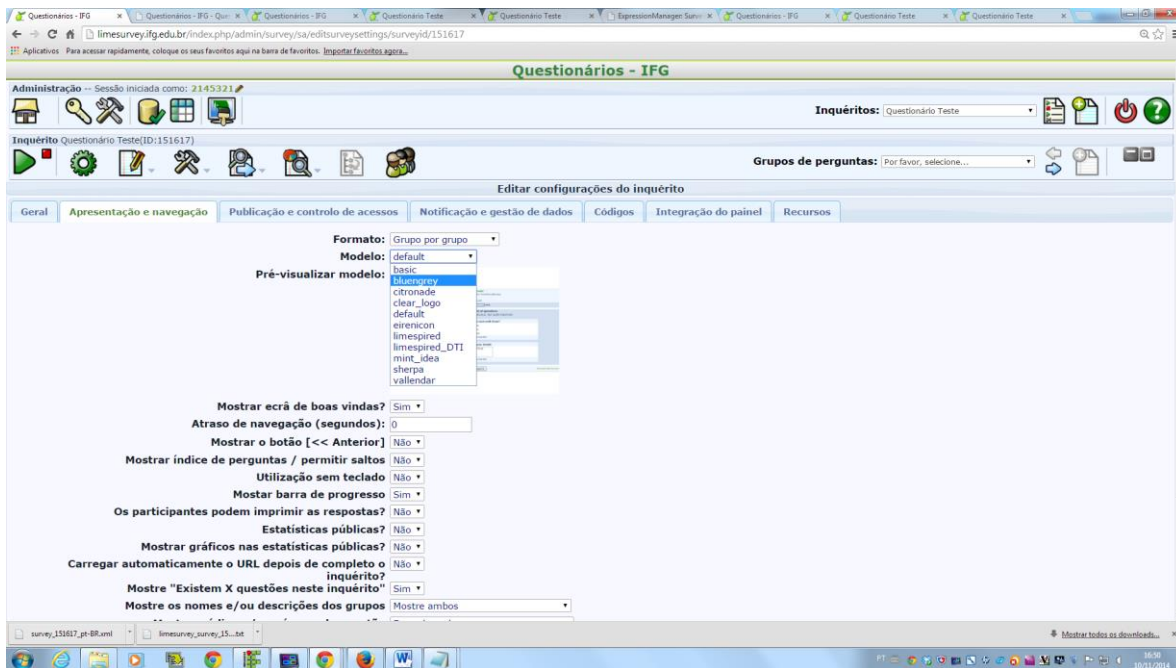 Questionários - IFG
Questionários - IFG - Que
Questionários - IFG
Questionários Teste
Questionário Teste
ExpressionManager: Surve
Questionários - IFG
Questionário Teste
Questionário Teste
limesurvey.ifg.edu.br/index.php/admin/survey/sa/editsurveysettings/surveyid/151617
Aplicativos Para acessar rapidamente, coloque os seus favoritos aqui na barra de favoritos. Importar favoritos agora...
Questionários - IFG
Administração -- Sessão iniciada como: 2145321
Inquéritos: Questionário Teste
Inquérito Questionário Teste(ID:151617)
Grupos de perguntas: Por favor, selecione...
Editar configurações do inquérito
Geral Apresentação e navegação Publicação e controlo de acessos Notificação e gestão de dados Códigos Integração do painel Recursos
Formato: Grupo por grupo
Modelo: default
Pré-visualizar modelo:
basic
bluengrey
citronade
clear_logo
default
eirenicon
limespired
limespired_DTI
mint_idea
sherpa
vallendar
Mostrar ecrã de boas vindas? Sim
Atraso de navegação (segundos): 0
Mostrar o botão [<< Anterior] Não
Mostrar índice de perguntas / permitir saltos Não
Utilização sem teclado Não
Mostar barra de progresso Sim
Os participantes podem imprimir as respostas? Não
Estatísticas públicas? Não
Mostrar gráficos nas estatísticas públicas? Não
Carregar automaticamente o URL depois de completo o Não
inquérito?
Mostre "Existem X questões neste inquérito" Sim
Mostre os nomes e/ou descrições dos grupos Mostre ambos
survey_151617_pt-BR.xml
limesurvey_survey_15....txt
Mostrar todos os downloads...
PT
16:50
10/11/2014